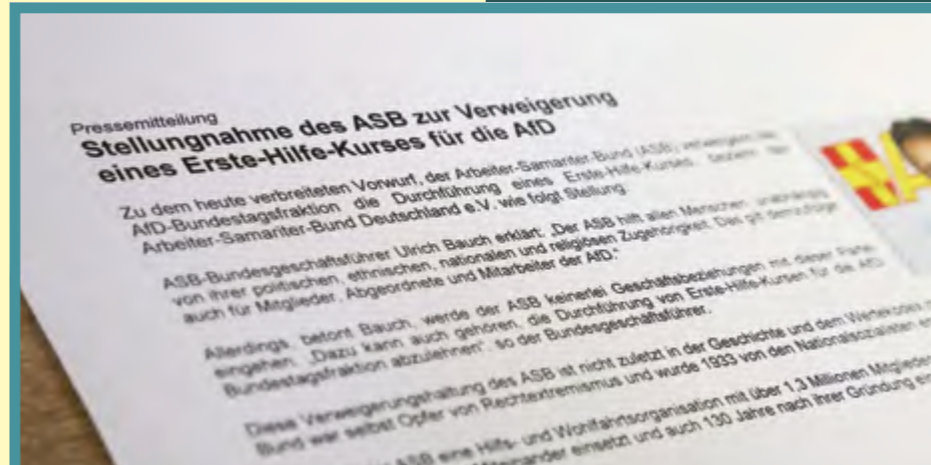 Pressemitteilung
Stellungnahme des ASB zur Verweigerung
eines Erste-Hilfe-Kurses für die AfD
Zu dem heute verbreiteten Vorwurf, der Arbeiter-Samariter-Bund (ASB) verweigere der
AfD-Bundestagsfraktion die Durchführung eines Erste-Hilfe-Kurses, bezieht der
Arbeiter-Samariter-Bund Deutschland e.V. wie folgt Stellung:
ASB-Bundesgeschäftsführer Ulrich Bauch erklärt: „Der ASB hilft allen Menschen, unabhängig
von ihrer politischen, ethnischen, nationalen und religiösen Zugehörigkeit. Das gilt demzufolge
auch für Mitglieder, Abgeordnete und Mitarbeiter der AfD.“
Allerdings, betont Bauch, werde der ASB keinerlei Geschäftsbeziehungen mit dieser Partei
eingehen. „Dazu kann auch gehören, die Durchführung von Erste-Hilfe-Kursen für die AfD
Bundestagsfraktion abzulehnen“, so der Bundesgeschäftsführer.
Diese Verweigerungshaltung des ASB ist nicht zuletzt in der Geschichte und dem Wertekodex
Bund war selbst Opfer von Rechtextremismus und wurde 1933 von den Nationalsozialisten
ASB eine Hilfs- und Wohlfahrtsorganisation mit über 1,3 Millionen Mitgliedern
einsetzt und auch 130 Jahre nach ihrer Gründung